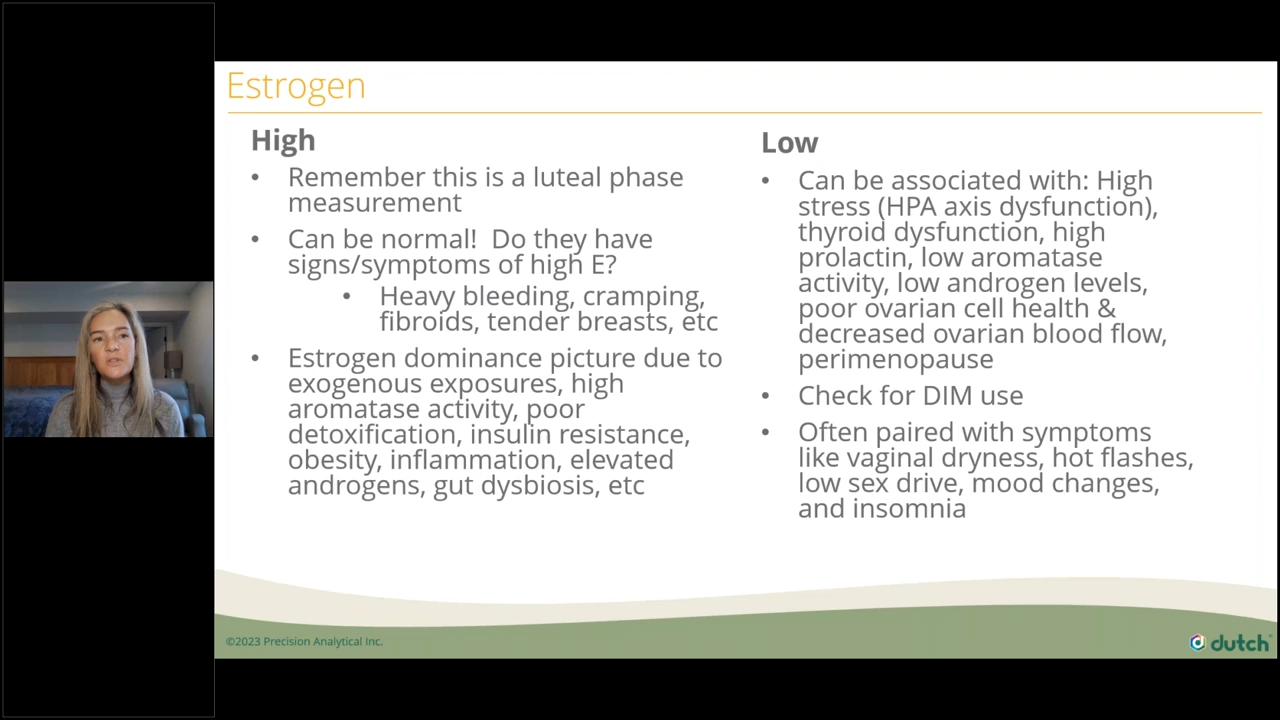 Estrogen
High
• Remember this is a luteal phase
measurement
• Can be normal!  Do they have
signs/symptoms of high E?
• Heavy bleeding, cramping,
fibroids, tender breasts, etc
• Estrogen dominance picture due to
exogenous exposures, high
aromatase activity, poor
detoxification, insulin resistance,
obesity, inflammation, elevated
androgens, gut dysbiosis, etc
Low
• Can be associated with: High
stress (HPA axis dysfunction),
thyroid dysfunction, high
prolactin, low aromatase
activity, low androgen levels,
poor ovarian cell health &
decreased ovarian blood flow,
perimenopause
• Check for DIM use
• Often paired with symptoms
like vaginal dryness, hot flashes,
low sex drive, mood changes,
and insomnia
©2023 Precision Analytical Inc.
dutch